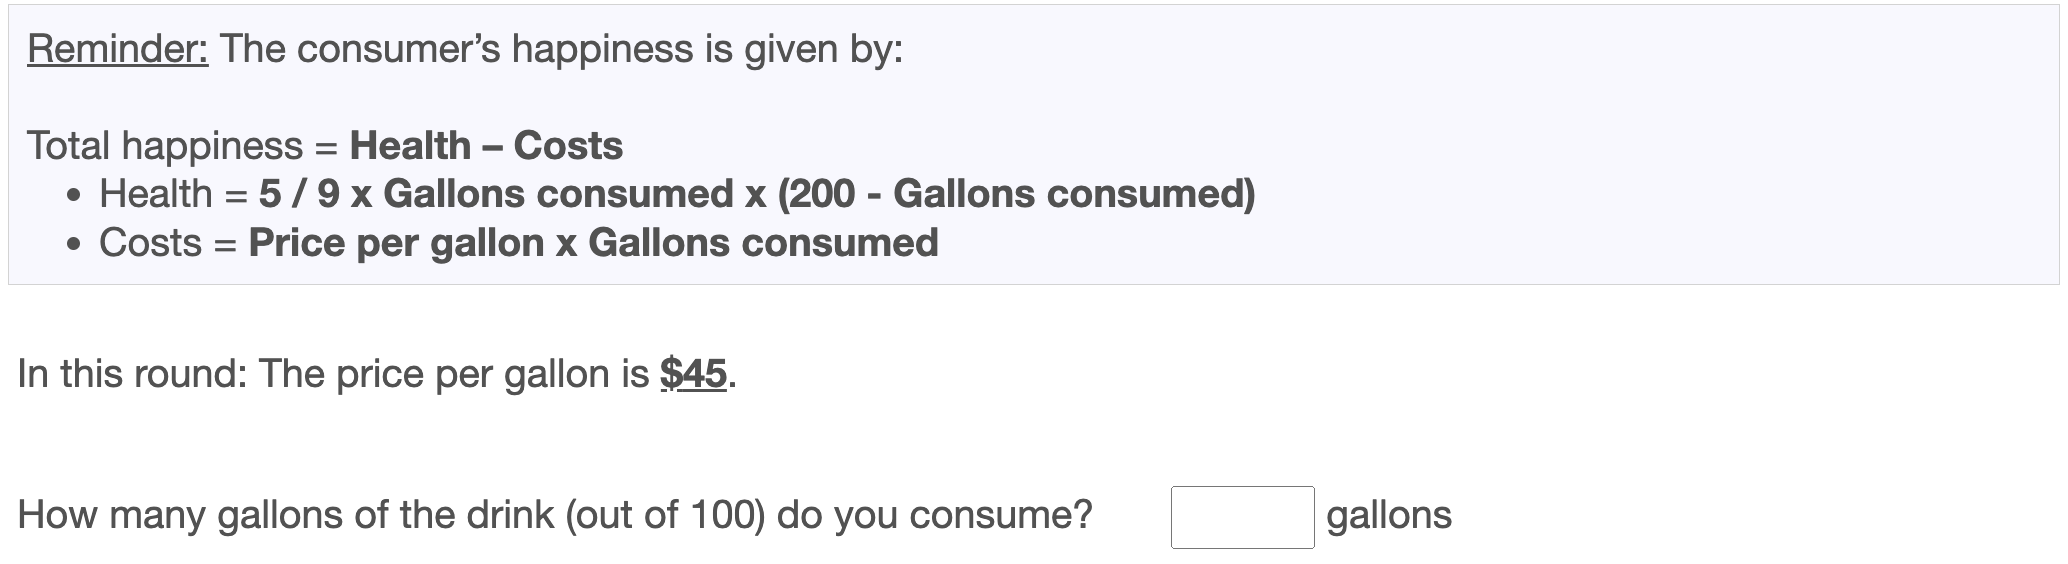 Reminder: The consumer’s happiness is given by:
Total happiness = Health – Costs
• Health = 5 / 9 x Gallons consumed x (200 - Gallons consumed)
• Costs = Price per gallon x Gallons consumed
In this round: The price per gallon is $45.
How many gallons of the drink (out of 100) do you consume? gallons